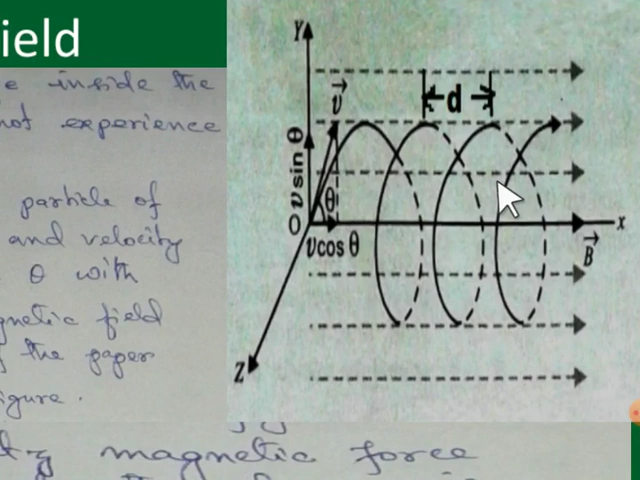 ield
e inside the
not experience
particle of
and velocity
θ with
gnetic field
f the paper
igure.
magnetic force
Y
d
v
v sin θ
θ
O
x
v cos θ
B
Z